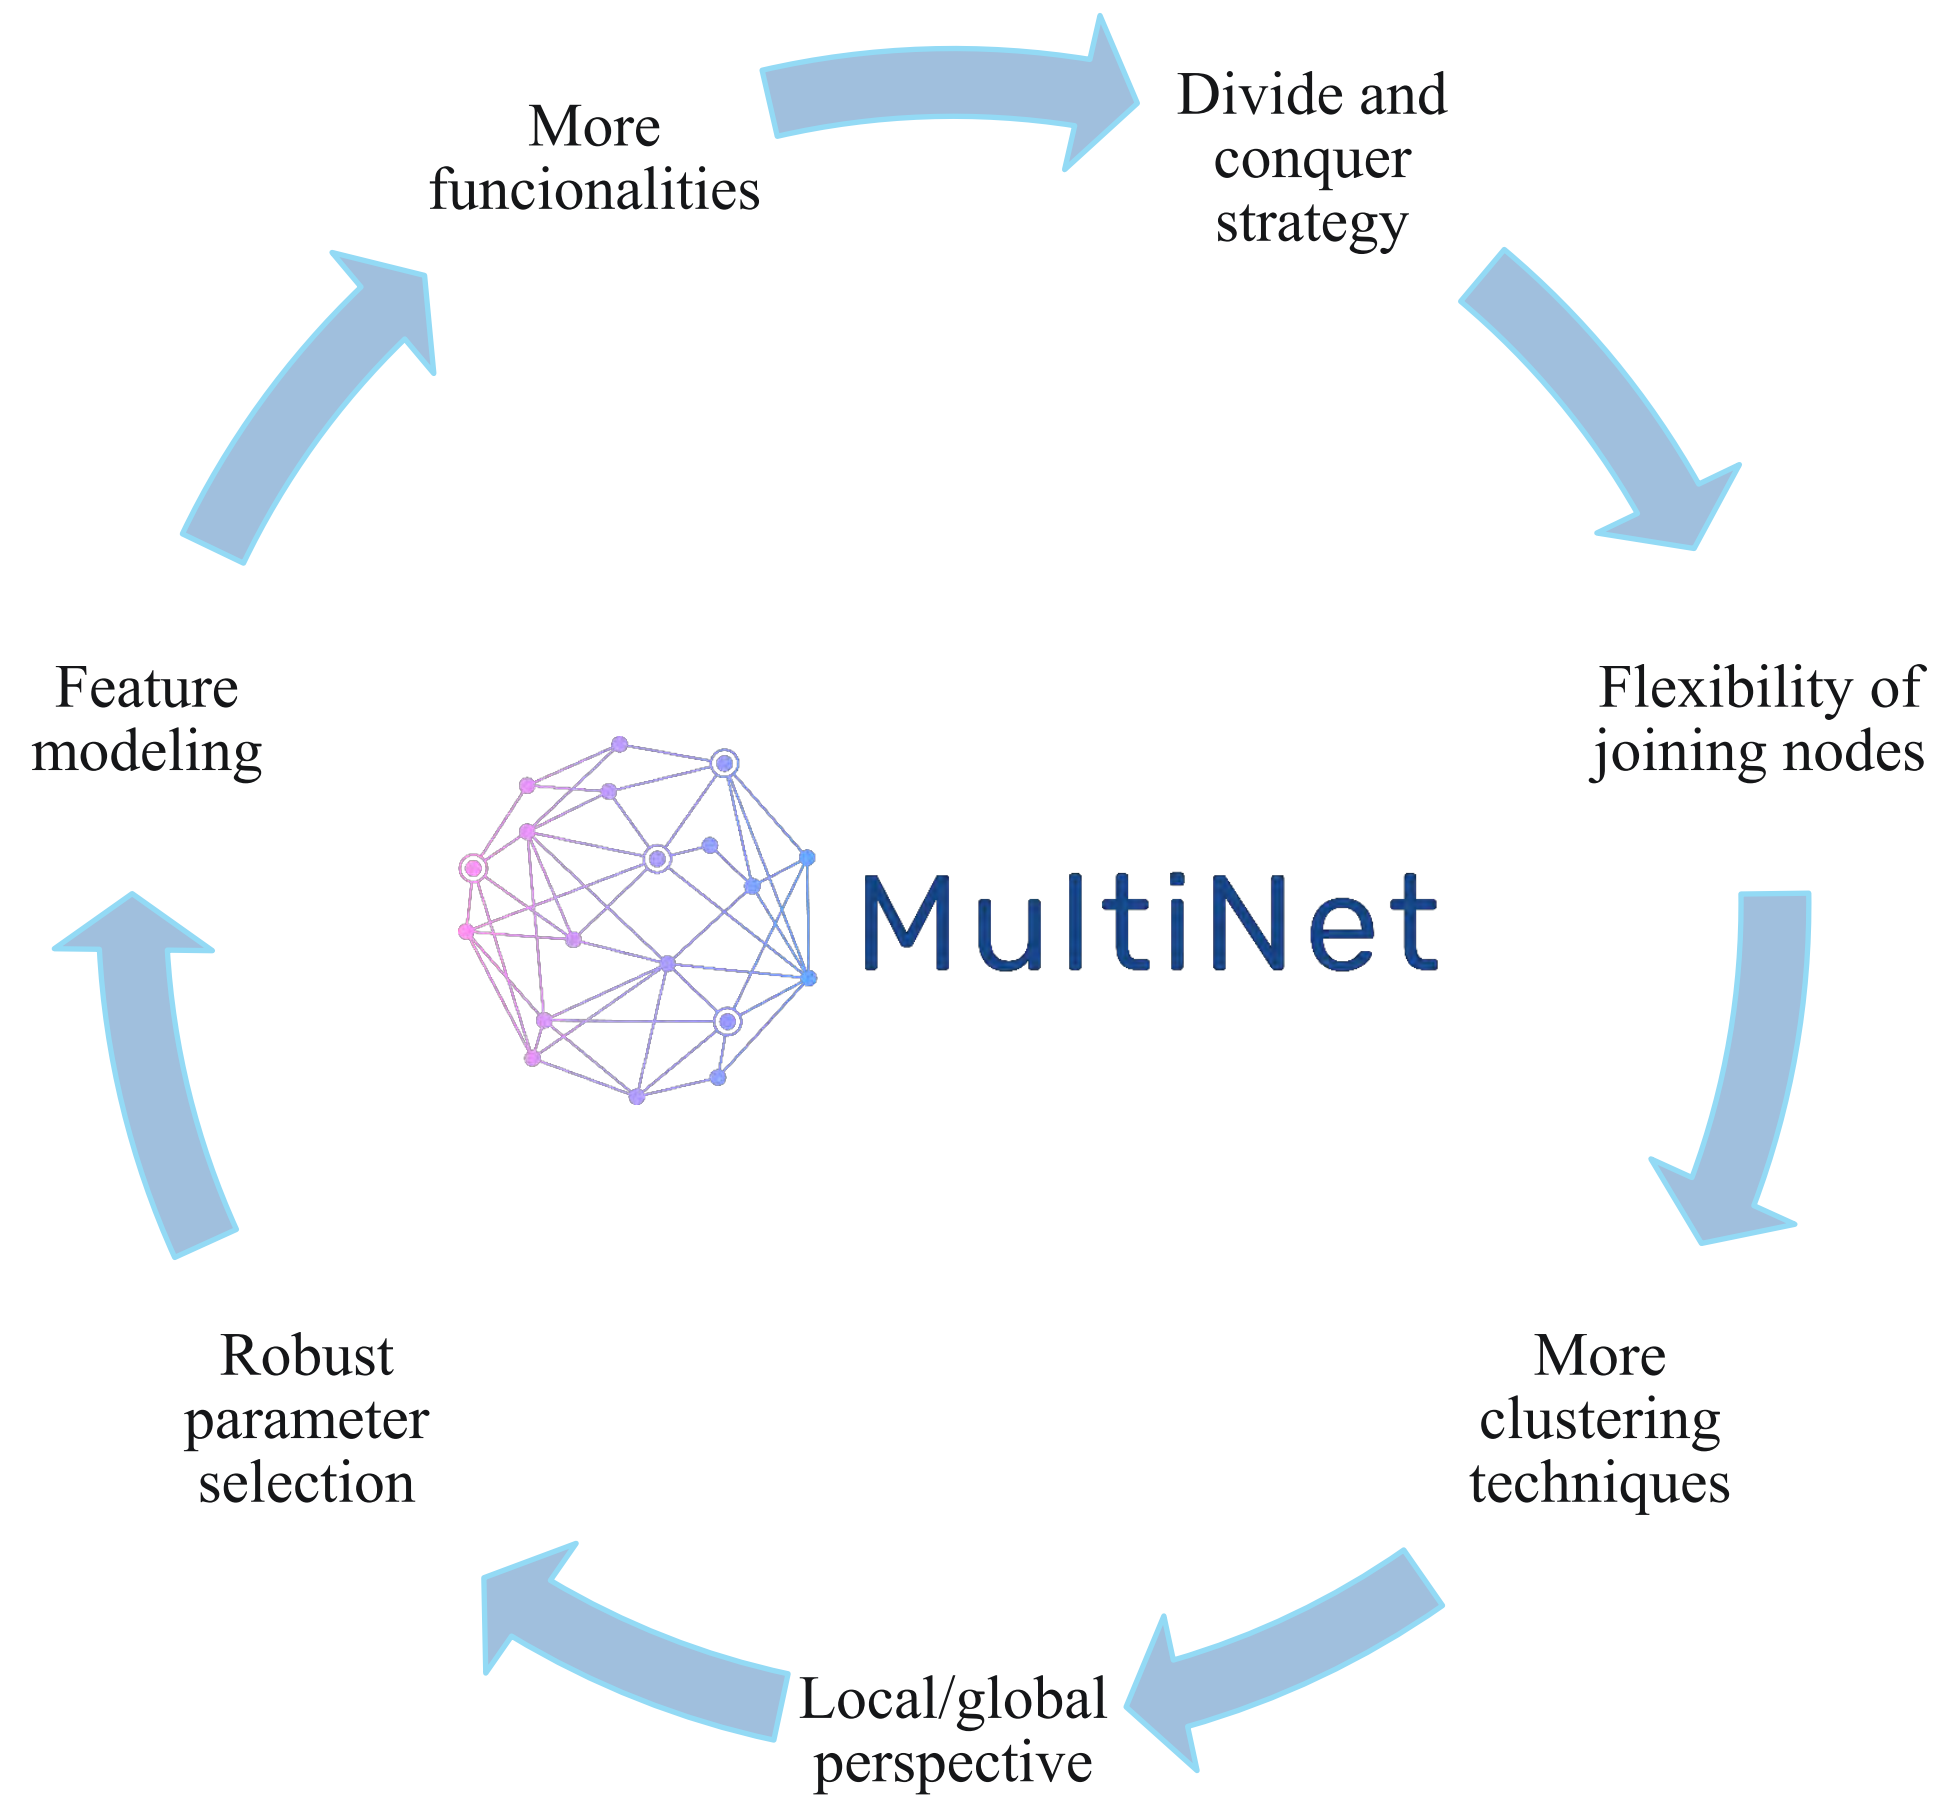 More
funcionalities
Divide and
conquer
strategy
Feature
modeling
Flexibility of
joining nodes
MultiNet
Robust
parameter
selection
More
clustering
techniques
Local/global
perspective